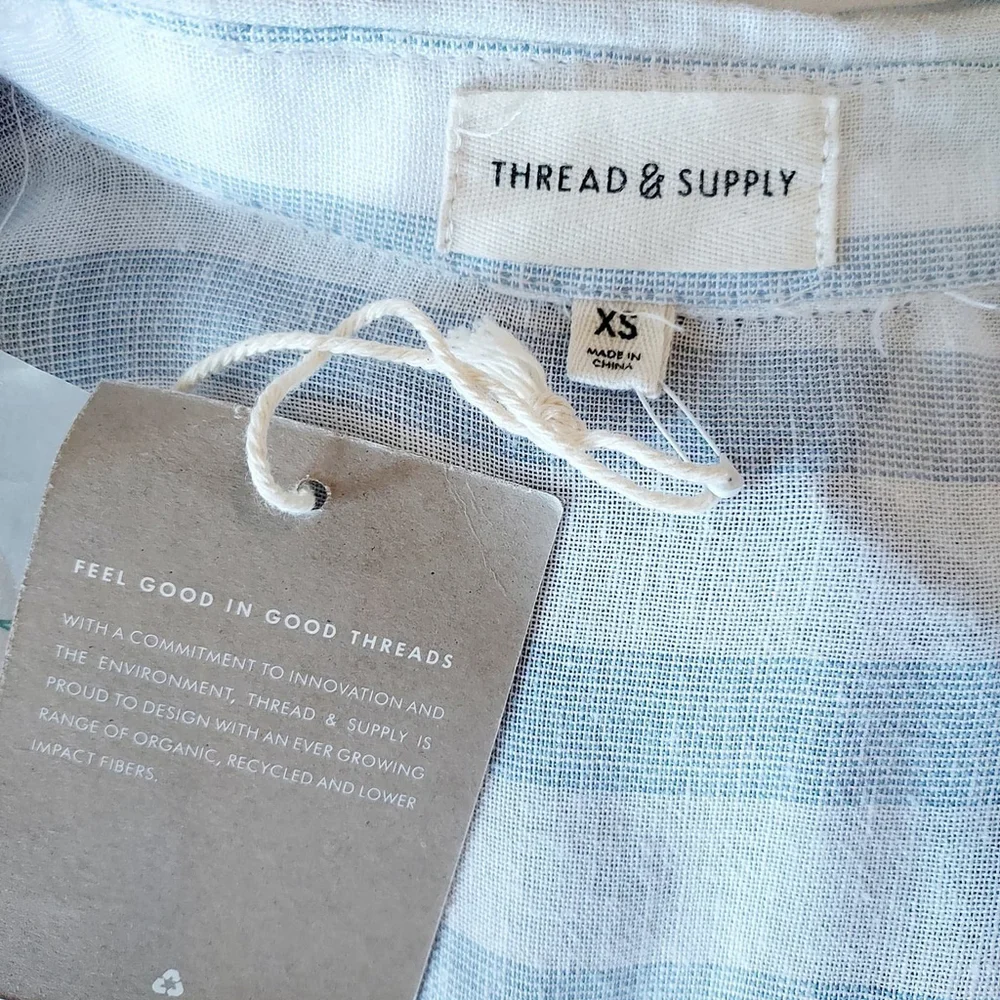 THREAD & SUPPLY
XS
MADE IN
CHINA
FEEL GOOD IN GOOD THREADS
WITH A COMMITMENT TO INNOVATION AND
THE ENVIRONMENT, THREAD & SUPPLY IS
PROUD TO DESIGN WITH AN EVER GROWING
RANGE OF ORGANIC, RECYCLED AND LOWER
IMPACT FIBERS.